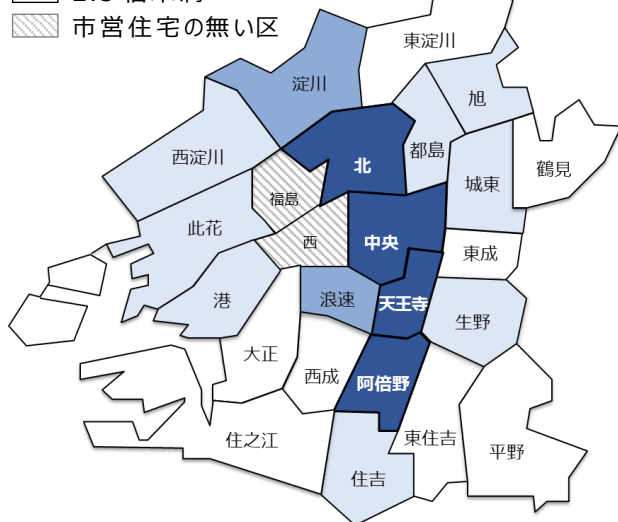 市営住宅の無い区
東淀川
淀川
旭
都島
西淀川
北
鶴見
城東
福島
此花
西
中央
東成
港
浪速
天王寺
生野
大正
西成
阿倍野
住之江
東住吉
平野
住吉